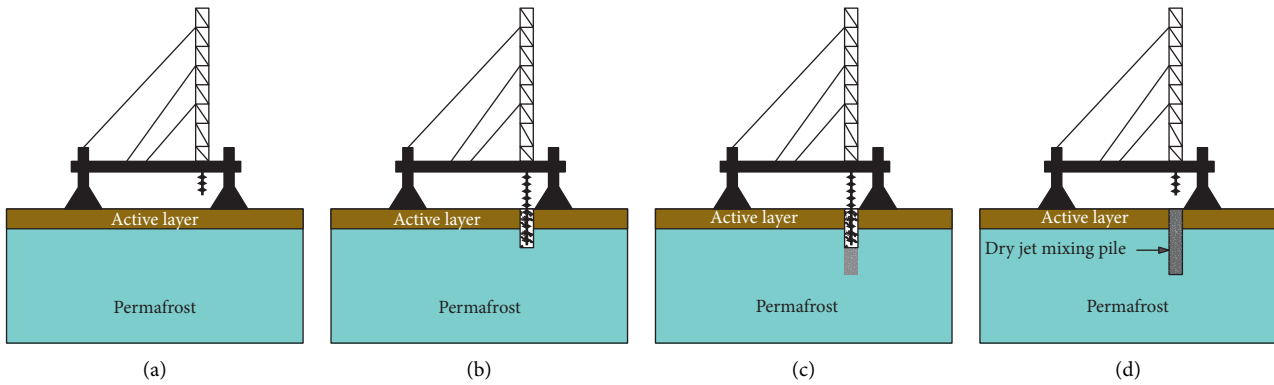 Active layer
Permafrost
(a)
Active layer
Permafrost
(b)
Active layer
Permafrost
(c)
Active layer
Dry jet mixing pile
Permafrost
(d)